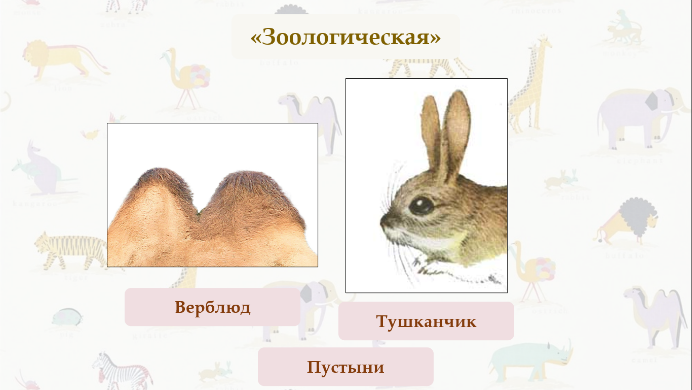 «Зоологическая»
Верблюд
Тушканчик
Пустыни